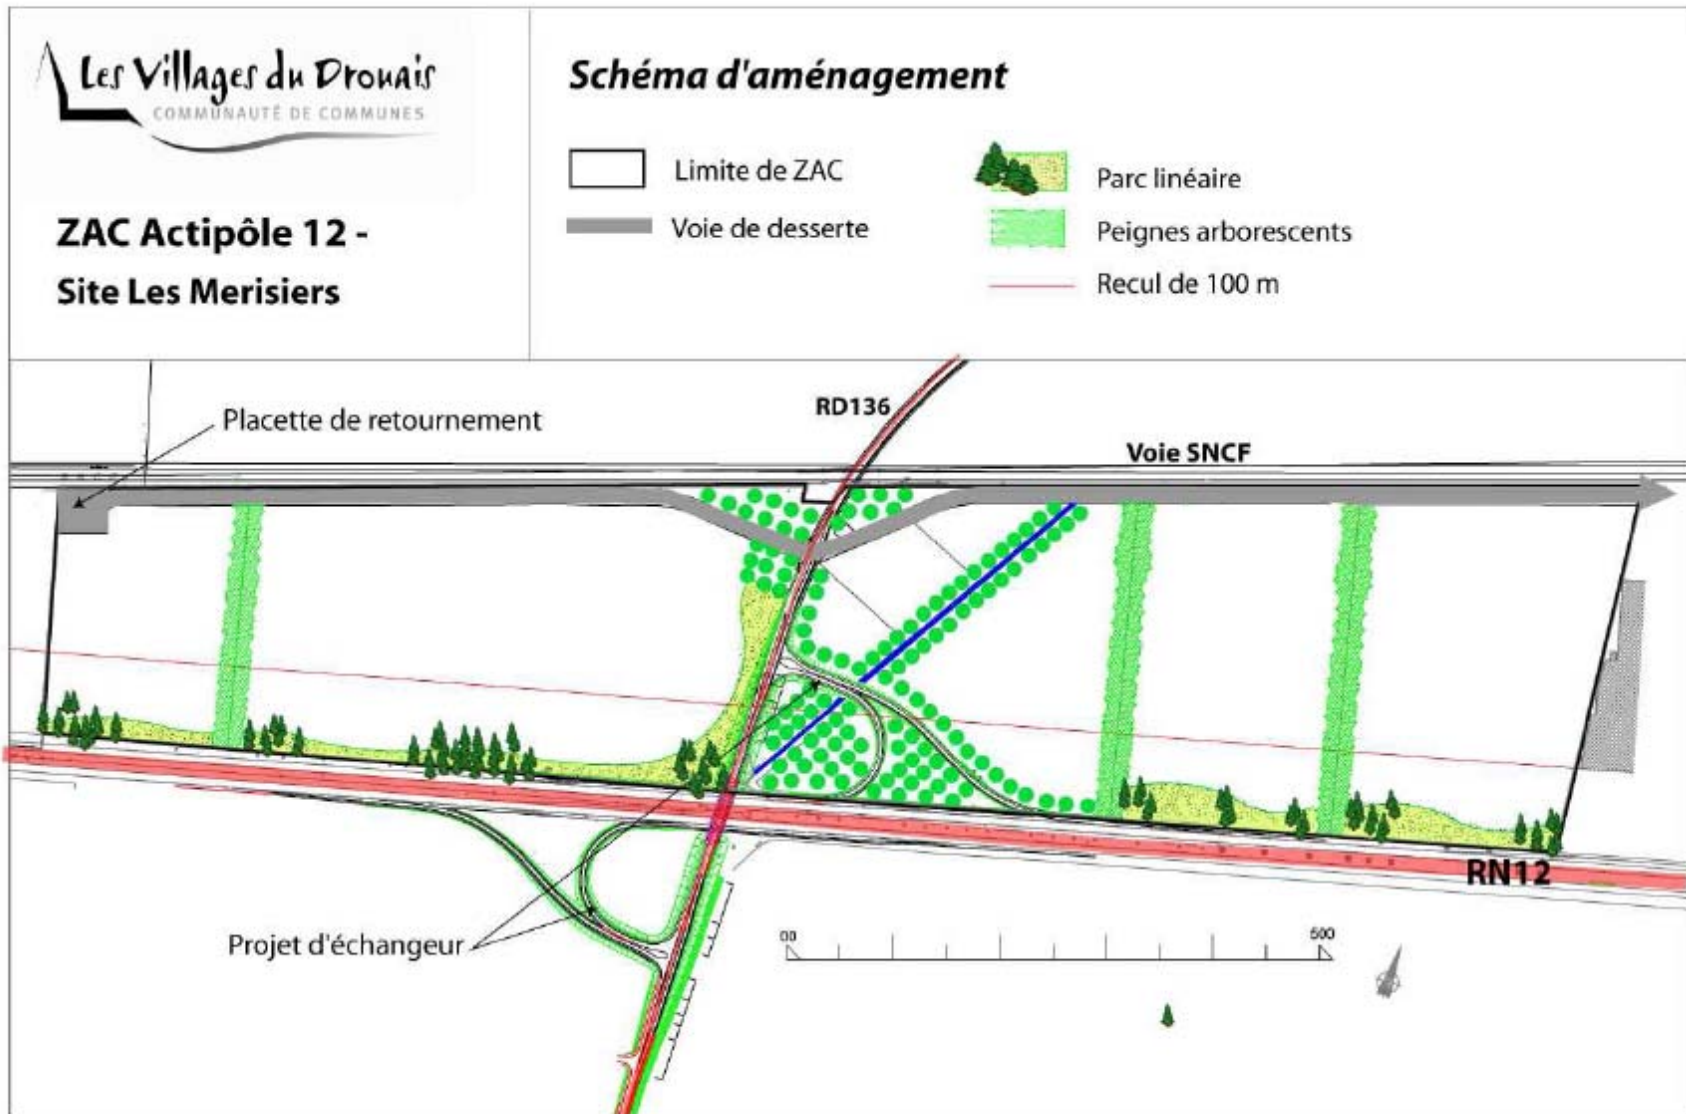 Les Villages du Drouais
COMMUNAUTÉ DE COMMUNES
ZAC Actipôle 12 -
Site Les Merisiers
Schéma d'aménagement
Limite de ZAC
Voie de desserte
Parc linéaire
Peignes arborescents
Recul de 100 m
RD136
Placette de retournement
Voie SNCF
RN12
Projet d'échangeur
00
500